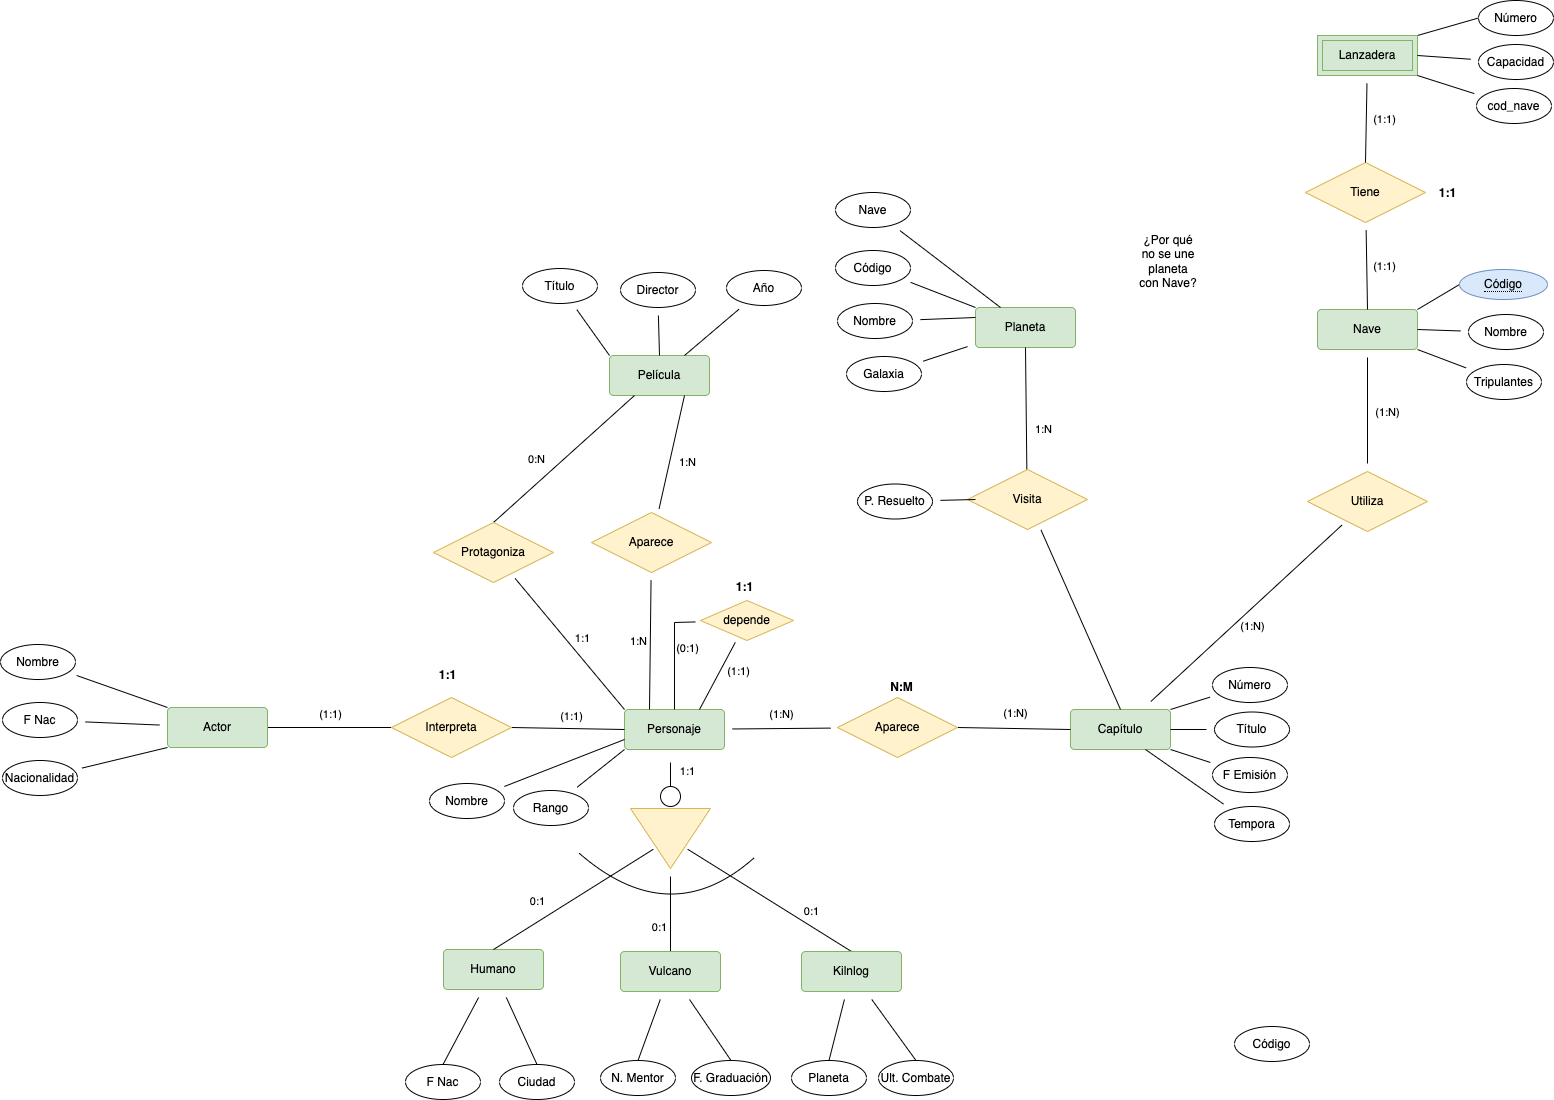 Número
Lanzadera
Capacidad
cod_nave
(1:1)
Tiene
1:1
Nave
¿Por qué
no se une
planeta
con Nave?
(1:1)
Código
Código
Título
Director
Año
Nombre
Planeta
Nave
Nombre
Galaxia
Película
Tripulantes
(1:N)
1:N
0:N
1:N
P. Resuelto
Visita
Utiliza
Protagoniza
Aparece
1:1
depende
(1:N)
1:1
1:N
(0:1)
(1:1)
Nombre
1:1
N:M
Número
F Nac
Actor
(1:1)
Interpreta
(1:1)
Personaje
(1:N)
Aparece
(1:N)
Capítulo
Título
Nacionalidad
1:1
F Emisión
Nombre
Rango
Tempora
0:1
0:1
0:1
Humano
Vulcano
Kilnlog
F Nac
Ciudad
N. Mentor
F. Graduación
Planeta
Ult. Combate
Código